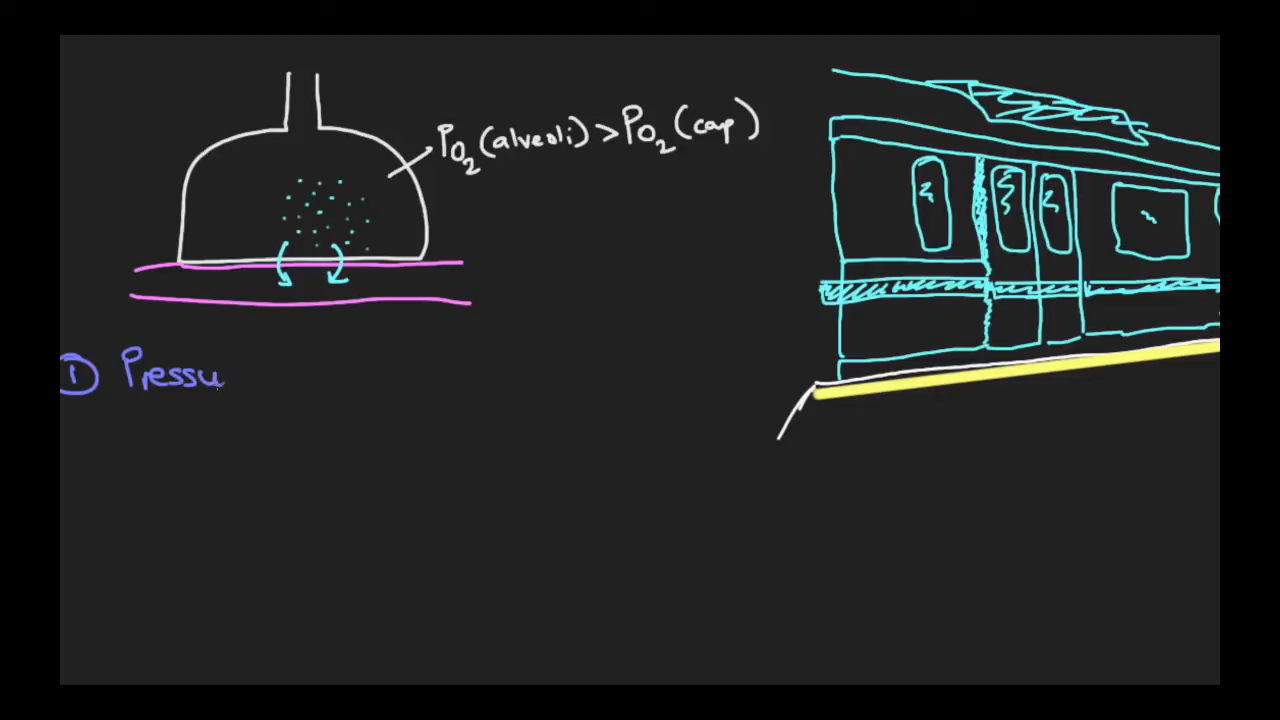 PO₂ (alveoli) > PO₂ (cap)
① Pressu